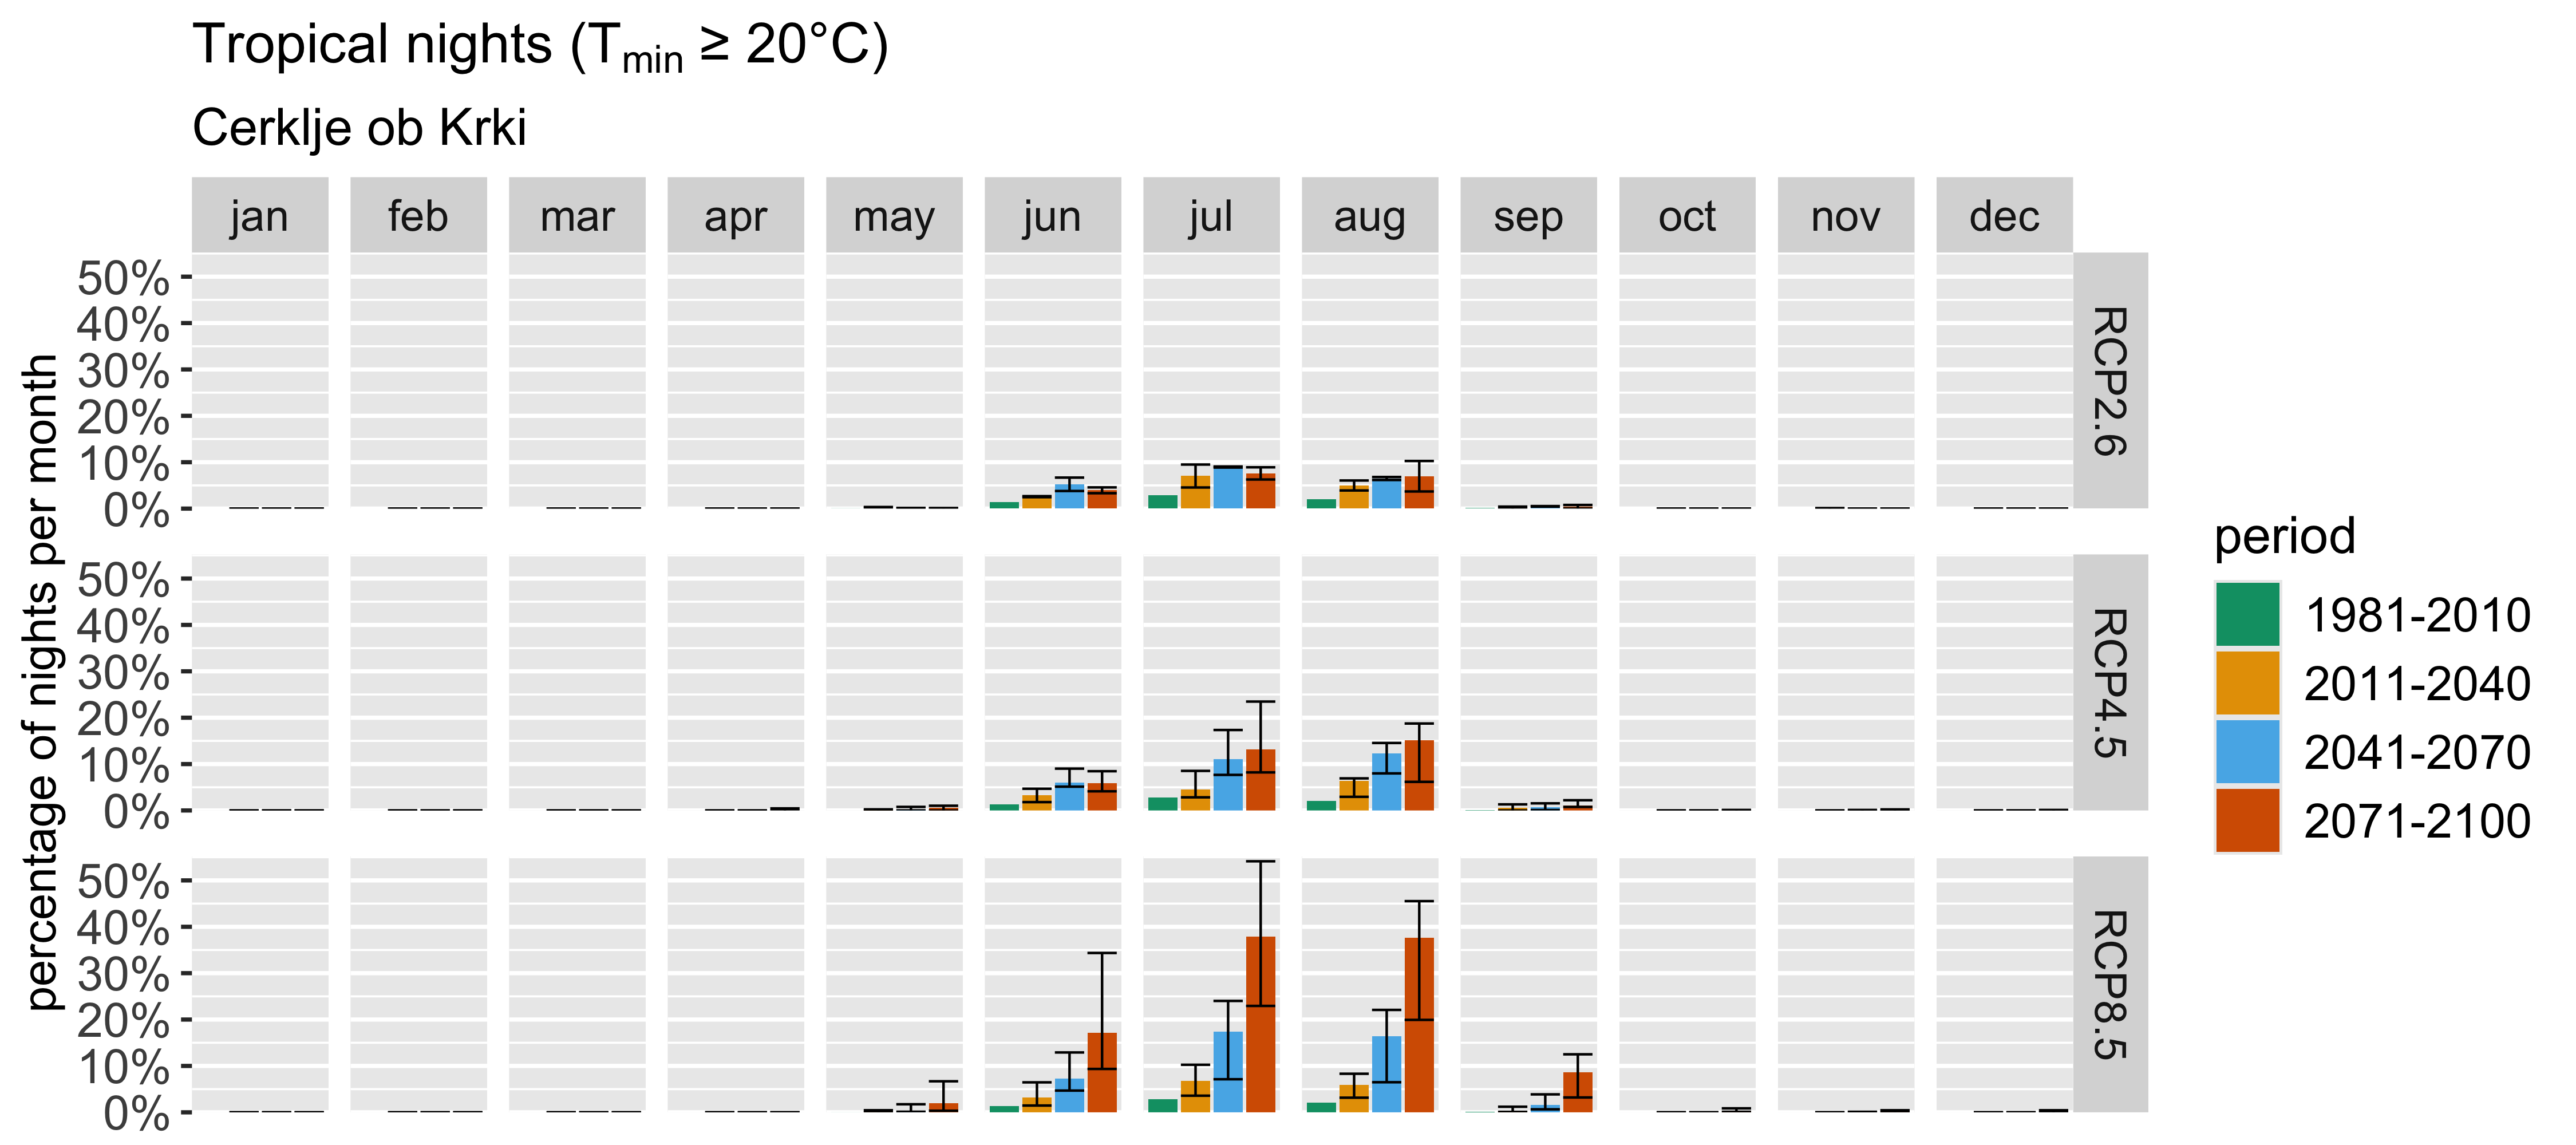 Tropical nights (Tmin ≥ 20°C)
Cerklje ob Krki
jan feb mar apr may jun jul aug sep oct nov dec
percentage of nights per month
50%
40%
30%
20%
10%
0%
RCP2.6
50%
40%
30%
20%
10%
0%
RCP4.5
50%
40%
30%
20%
10%
0%
RCP8.5
period
1981-2010
2011-2040
2041-2070
2071-2100